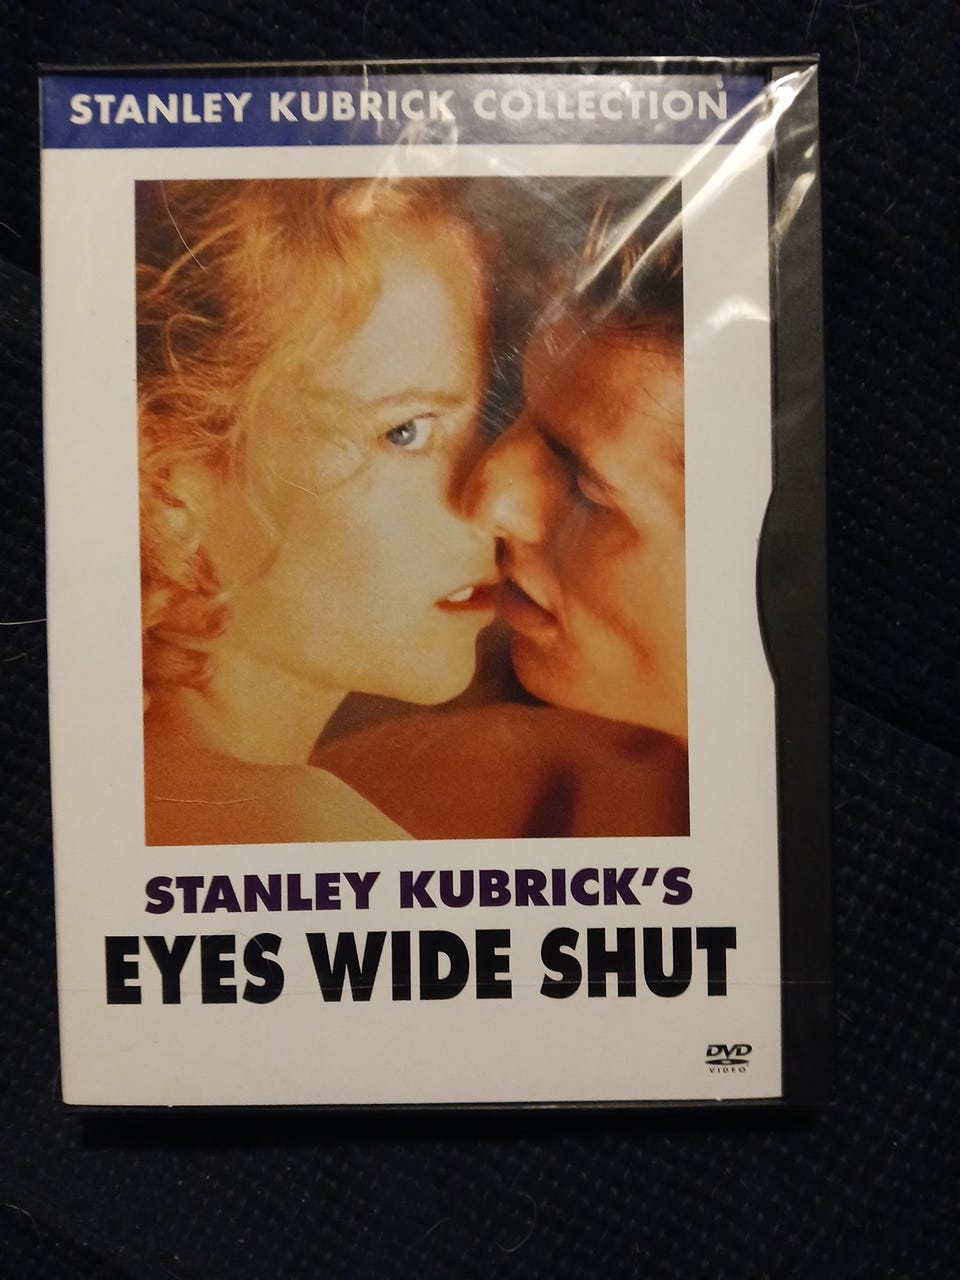 STANLEY KUBRICK COLLECTION
STANLEY KUBRICK'S
EYES WIDE SHUT
DVD
VIDEO